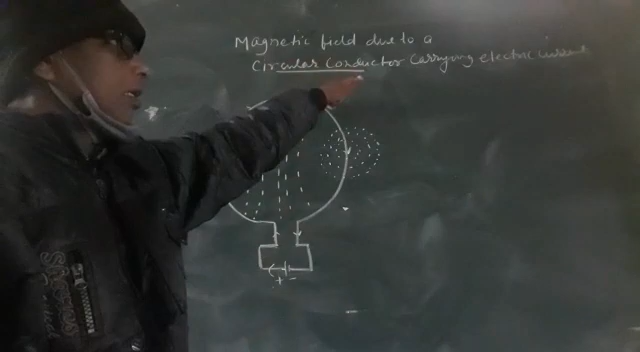 Magnetic field due to a
Circular Conductor Carrying electric current
+ -